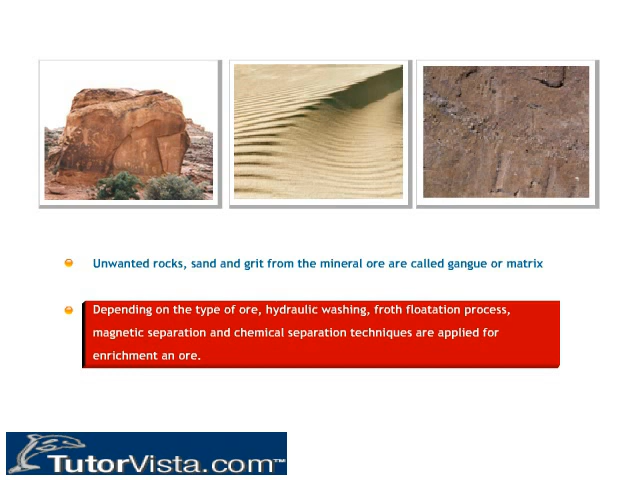 Unwanted rocks, sand and grit from the mineral ore are called gangue or matrix
Depending on the type of ore, hydraulic washing, froth floatation process,
magnetic separation and chemical separation techniques are applied for
enrichment an ore.
TutorVista.com™